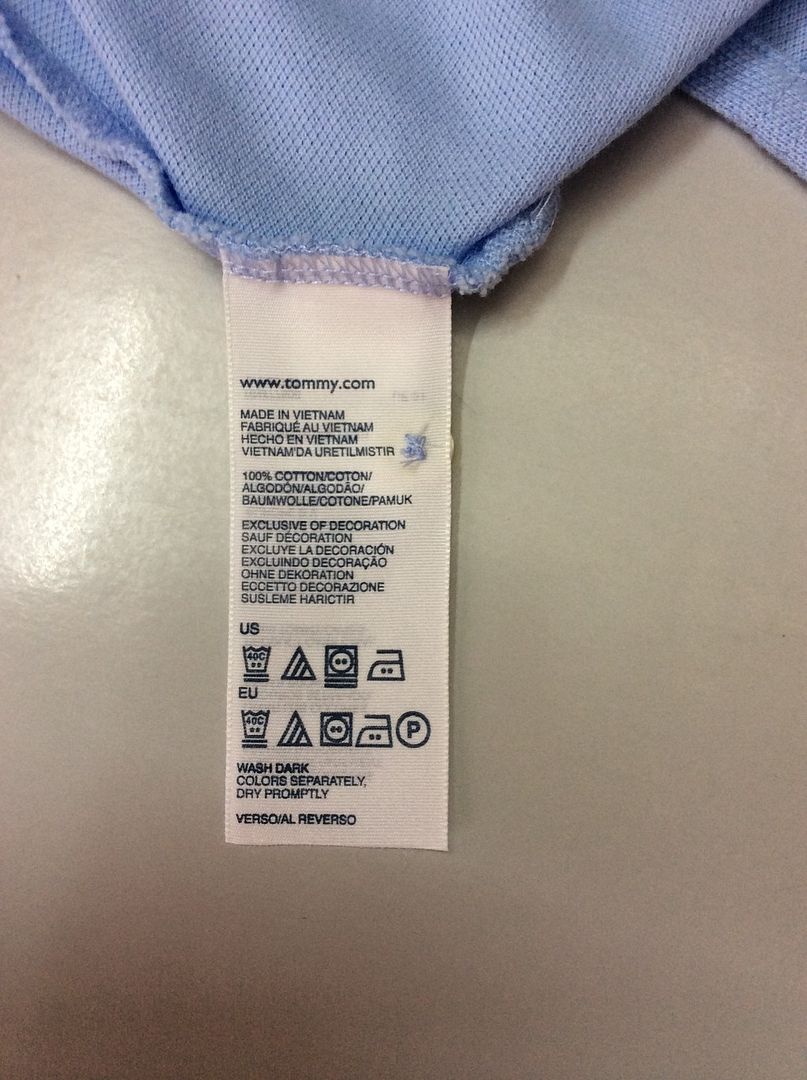 www.tommy.com
MADE IN VIETNAM
FABRIQUÉ AU VIETNAM
HECHO EN VIETNAM
VIETNAM'DA URETILMISTIR
100% COTTON/COTON/
ALGODÓN/ALGODÃO/
BAUMWOLLE/COTONE/PAMUK
EXCLUSIVE OF DECORATION
SAUF DÉCORATION
EXCLUYE LA DECORACIÓN
EXCLUINDO DECORAÇÃO
OHNE DEKORATION
ECCETTO DECORAZIONE
SUSLEME HARICTIR
US
40C
EU
40C P
WASH DARK
COLORS SEPARATELY,
DRY PROMPTLY
VERSO/AL REVERSO